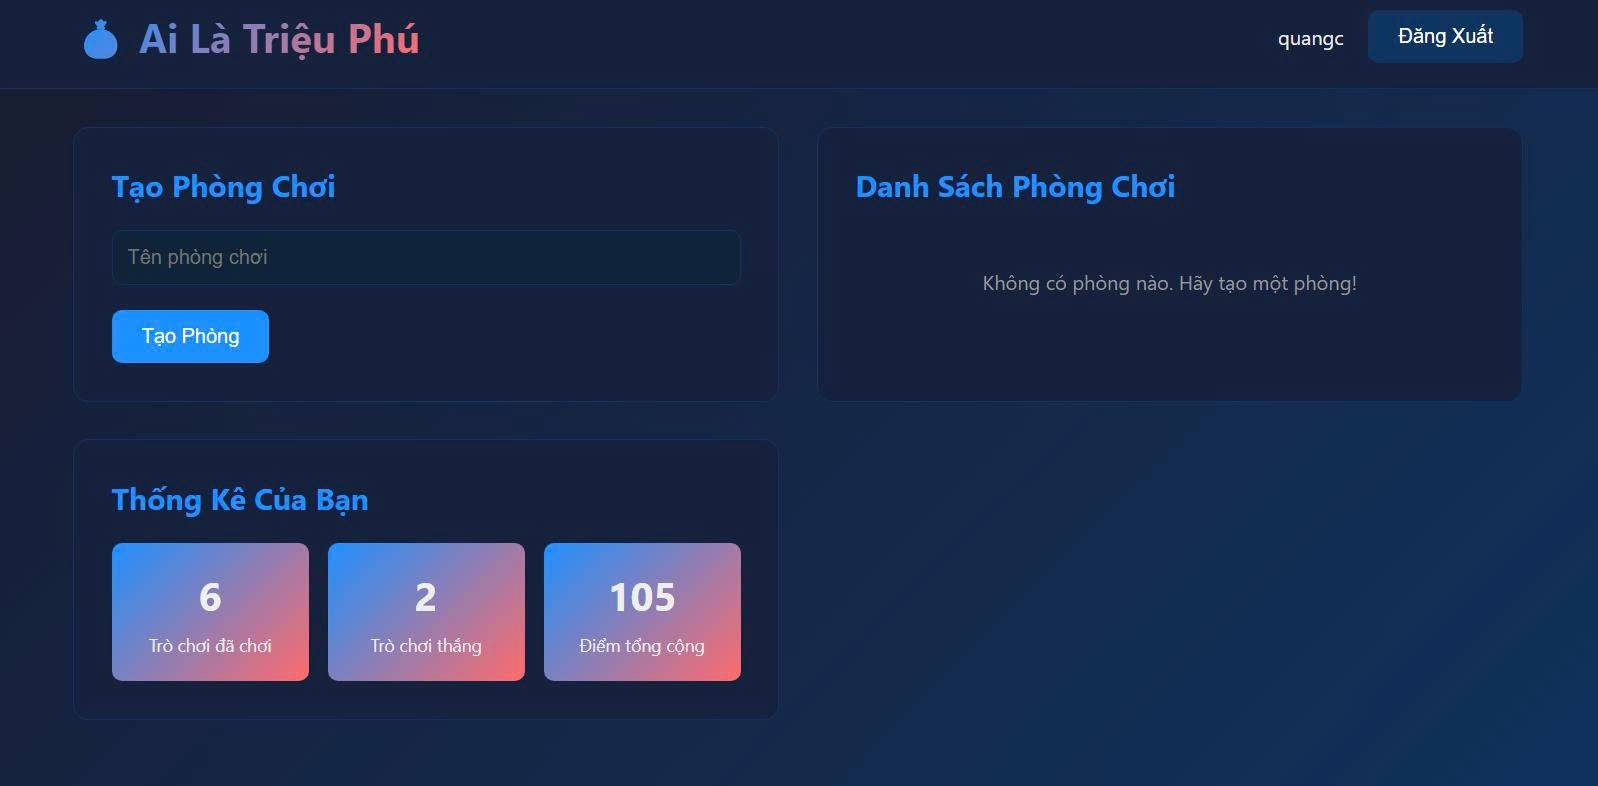 Ai Là Triệu Phú
quangc
Đăng Xuất
Tạo Phòng Chơi
Tên phòng chơi
Tạo Phòng
Danh Sách Phòng Chơi
Không có phòng nào. Hãy tạo một phòng!
Thống Kê Của Bạn
6
Trò chơi đã chơi
2
Trò chơi thắng
105
Điểm tổng cộng